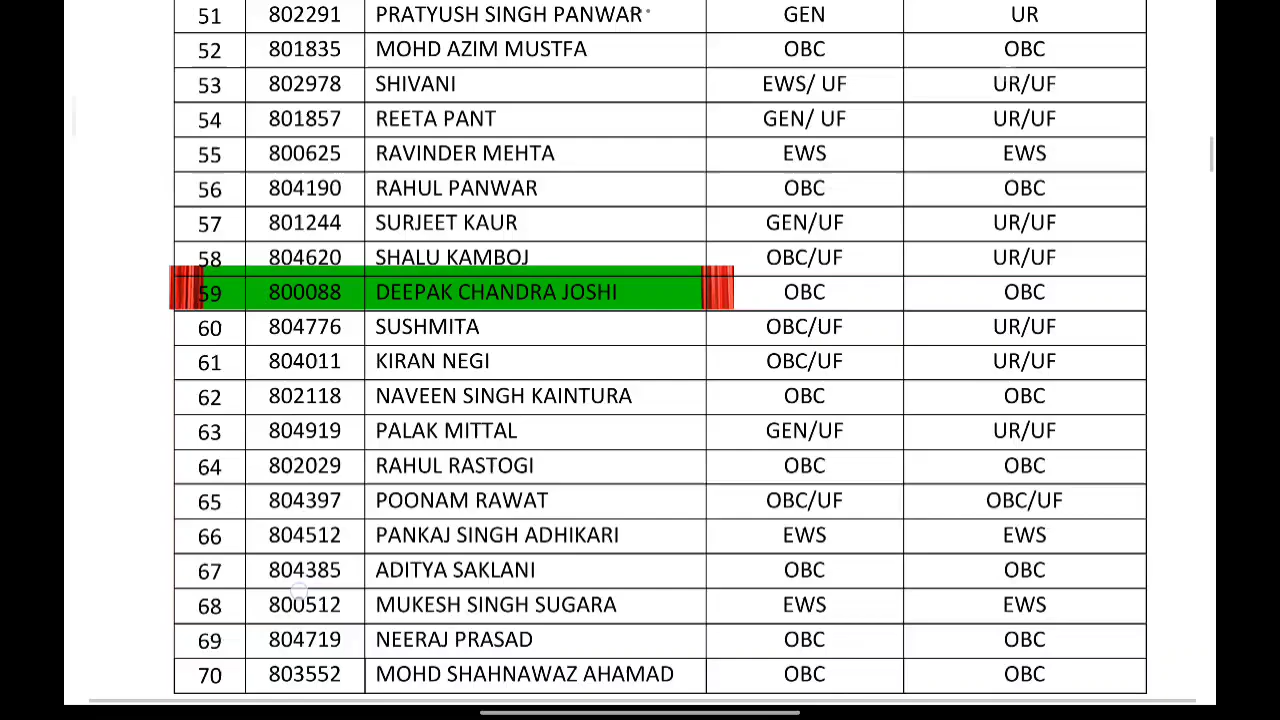 51 802291 PRATYUSH SINGH PANWAR GEN UR
52 801835 MOHD AZIM MUSTFA OBC OBC
53 802978 SHIVANI EWS/ UF UR/UF
54 801857 REETA PANT GEN/ UF UR/UF
55 800625 RAVINDER MEHTA EWS EWS
56 804190 RAHUL PANWAR OBC OBC
57 801244 SURJEET KAUR GEN/UF UR/UF
58 804620 SHALU KAMBOJ OBC/UF UR/UF
59 800088 DEEPAK CHANDRA JOSHI OBC OBC
60 804776 SUSHMITA OBC/UF UR/UF
61 804011 KIRAN NEGI OBC/UF UR/UF
62 802118 NAVEEN SINGH KAINTURA OBC OBC
63 804919 PALAK MITTAL GEN/UF UR/UF
64 802029 RAHUL RASTOGI OBC OBC
65 804397 POONAM RAWAT OBC/UF OBC/UF
66 804512 PANKAJ SINGH ADHIKARI EWS EWS
67 804385 ADITYA SAKLANI OBC OBC
68 800512 MUKESH SINGH SUGARA EWS EWS
69 804719 NEERAJ PRASAD OBC OBC
70 803552 MOHD SHAHNAWAZ AHAMAD OBC OBC